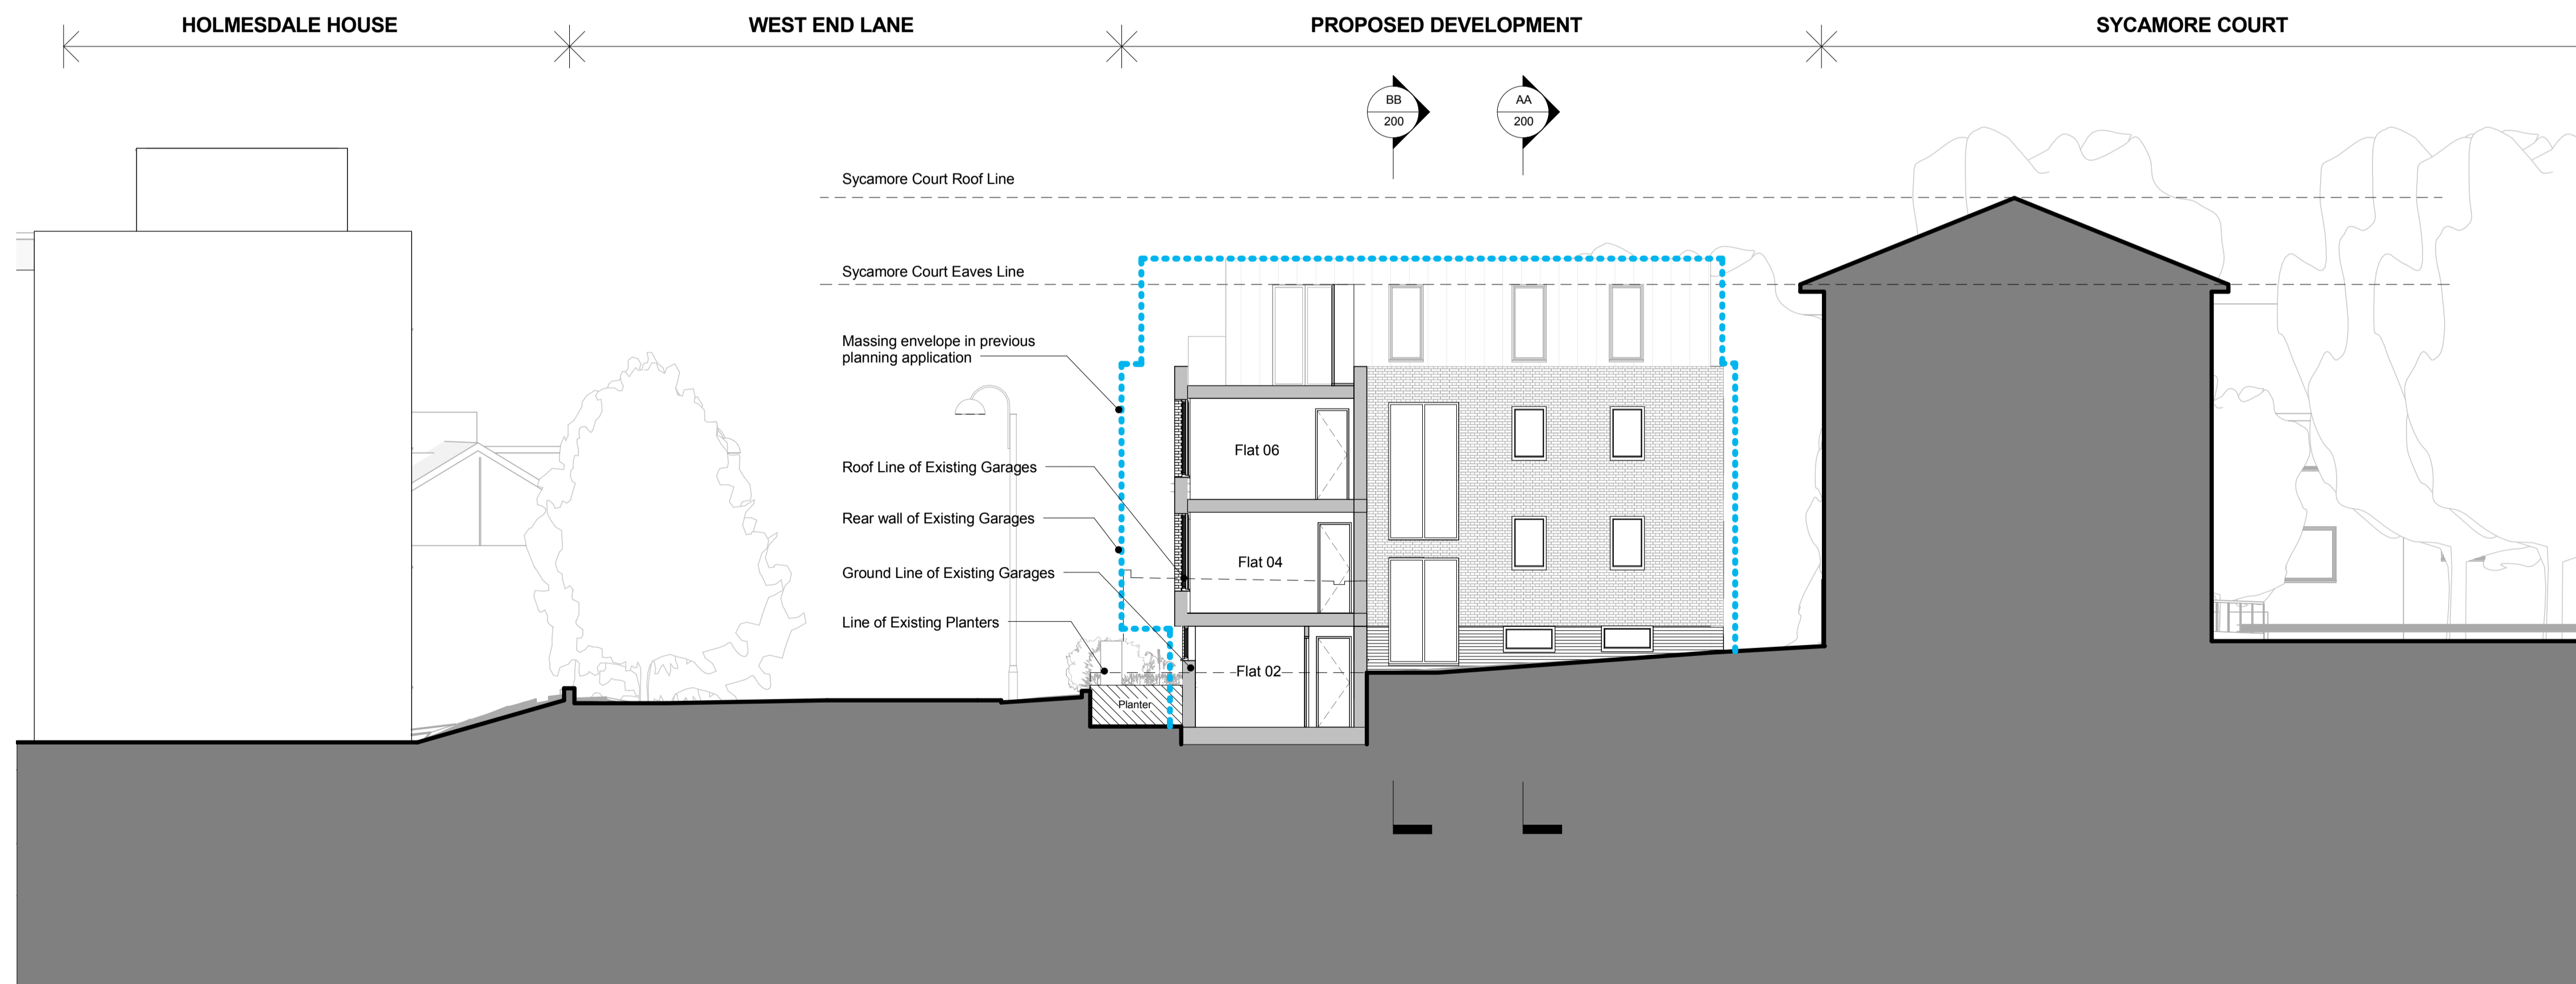 HOLMESDALE HOUSE
WEST END LANE
PROPOSED DEVELOPMENT
SYCAMORE COURT
BB
200
AA
200
Sycamore Court Roof Line
Sycamore Court Eaves Line
Massing envelope in previous
planning application
Roof Line of Existing Garages
Rear wall of Existing Garages
Ground Line of Existing Garages
Line of Existing Planters
Flat 06
Flat 04
Flat 02
Planter